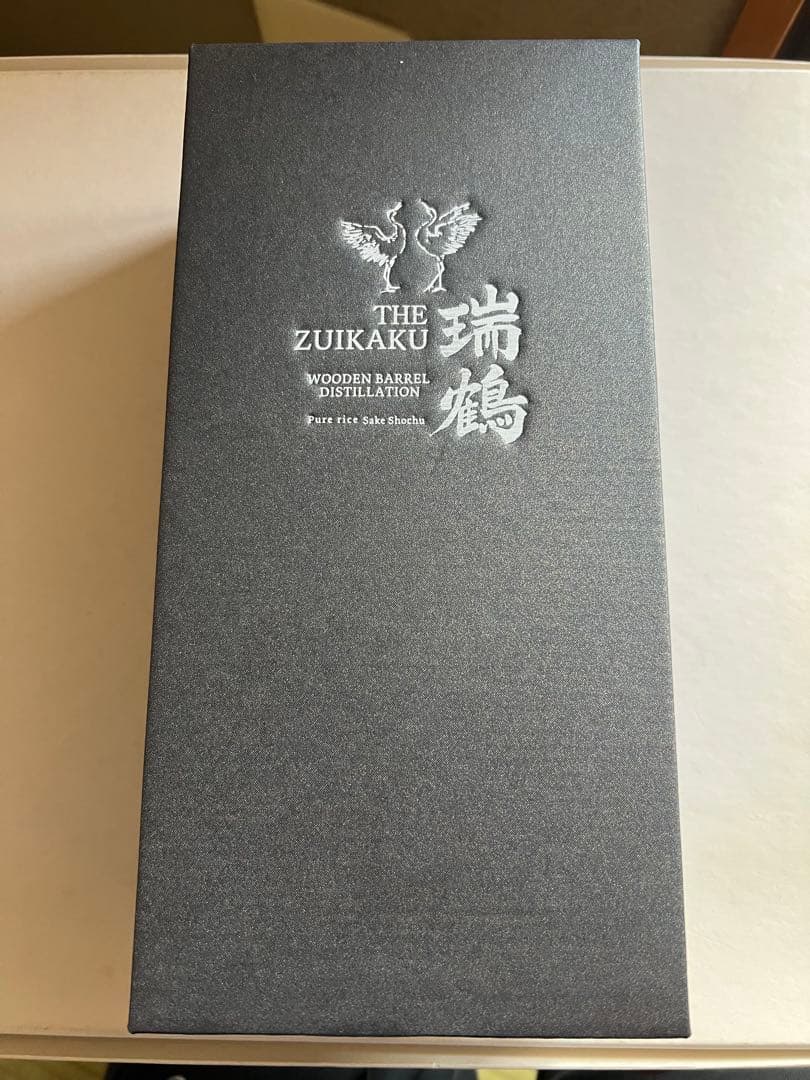 THE
ZUIKAKU
瑞鶴
WOODEN BARREL
DISTILLATION
Pure rice Sake Shochu